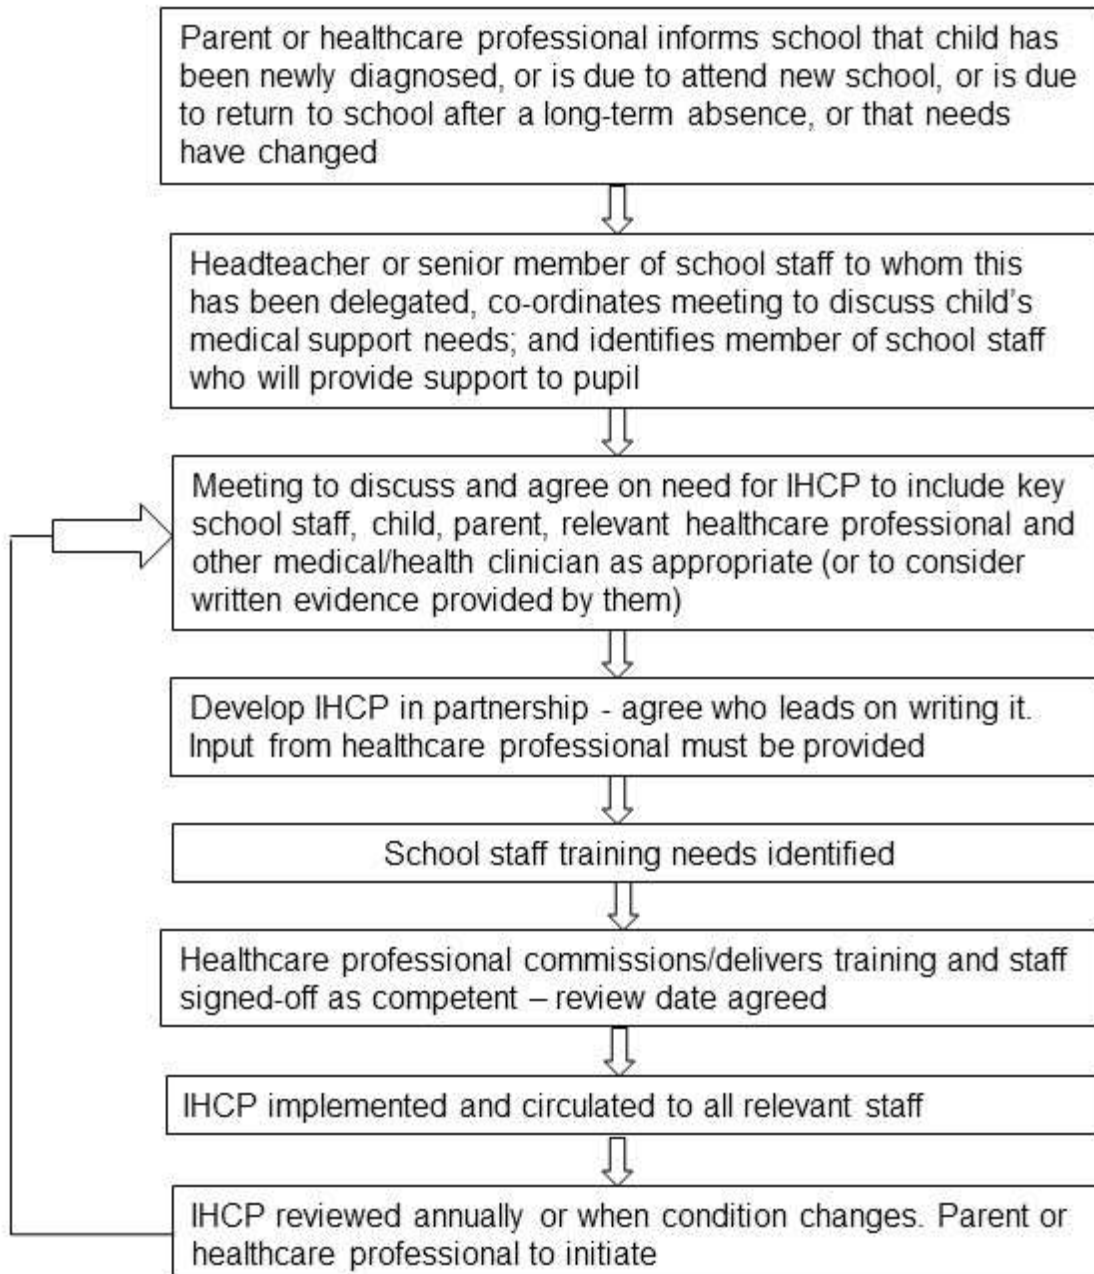 Parent or healthcare professional informs school that child has
been newly diagnosed, or is due to attend new school, or is due
to return to school after a long-term absence, or that needs
have changed
Headteacher or senior member of school staff to whom this
has been delegated, co-ordinates meeting to discuss child's
medical support needs; and identifies member of school staff
who will provide support to pupil
Meeting to discuss and agree on need for IHCP to include key
school staff, child, parent, relevant healthcare professional and
other medical/health clinician as appropriate (or to consider
written evidence provided by them)
Develop IHCP in partnership - agree who leads on writing it.
Input from healthcare professional must be provided
School staff training needs identified
Healthcare professional commissions/delivers training and staff
signed-off as competent – review date agreed
IHCP implemented and circulated to all relevant staff
IHCP reviewed annually or when condition changes. Parent or
healthcare professional to initiate